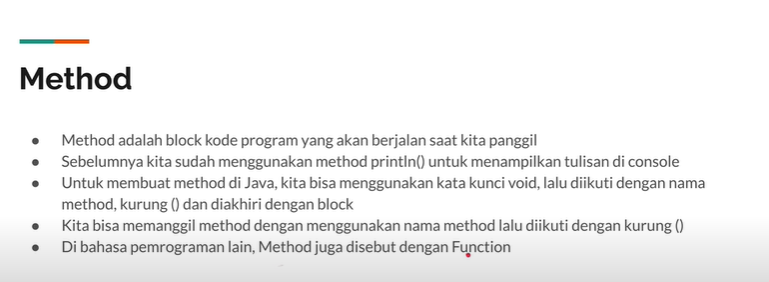 Method
● Method adalah block kode program yang akan berjalan saat kita panggil
● Sebelumnya kita sudah menggunakan method println() untuk menampilkan tulisan di console
● Untuk membuat method di Java, kita bisa menggunakan kata kunci void, lalu diikuti dengan nama
method, kurung () dan diakhiri dengan block
● Kita bisa memanggil method dengan menggunakan nama method lalu diikuti dengan kurung ()
● Di bahasa pemrograman lain, Method juga disebut dengan Function